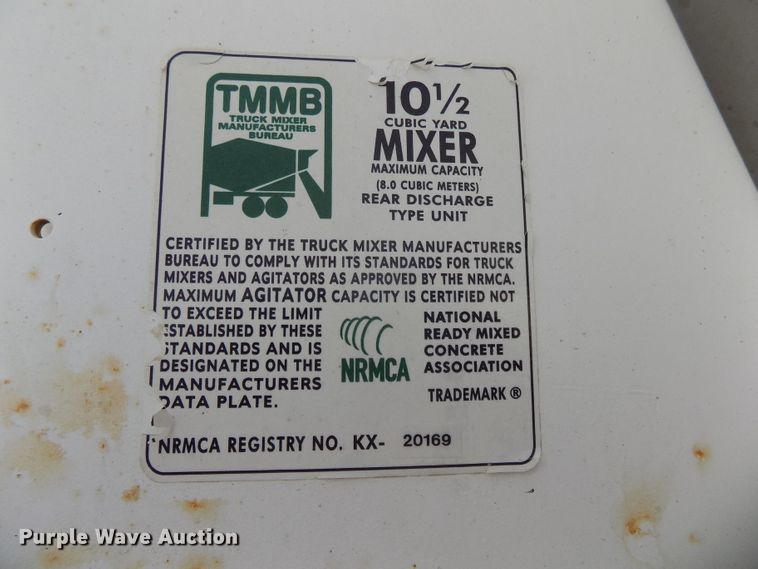 TMMB
TRUCK MIXER
MANUFACTURERS
BUREAU
10 1/2
CUBIC YARD
MIXER
MAXIMUM CAPACITY
(8.0 CUBIC METERS)
REAR DISCHARGE
TYPE UNIT
CERTIFIED BY THE TRUCK MIXER MANUFACTURERS
BUREAU TO COMPLY WITH ITS STANDARDS FOR TRUCK
MIXERS AND AGITATORS AS APPROVED BY THE NRMCA.
MAXIMUM AGITATOR CAPACITY IS CERTIFIED NOT
TO EXCEED THE LIMIT
ESTABLISHED BY THESE
STANDARDS AND IS
DESIGNATED ON THE
MANUFACTURERS
DATA PLATE.
NRMCA
NATIONAL
READY MIXED
CONCRETE
ASSOCIATION
TRADEMARK ®
NRMCA REGISTRY NO. KX- 20169
Purple Wave Auction